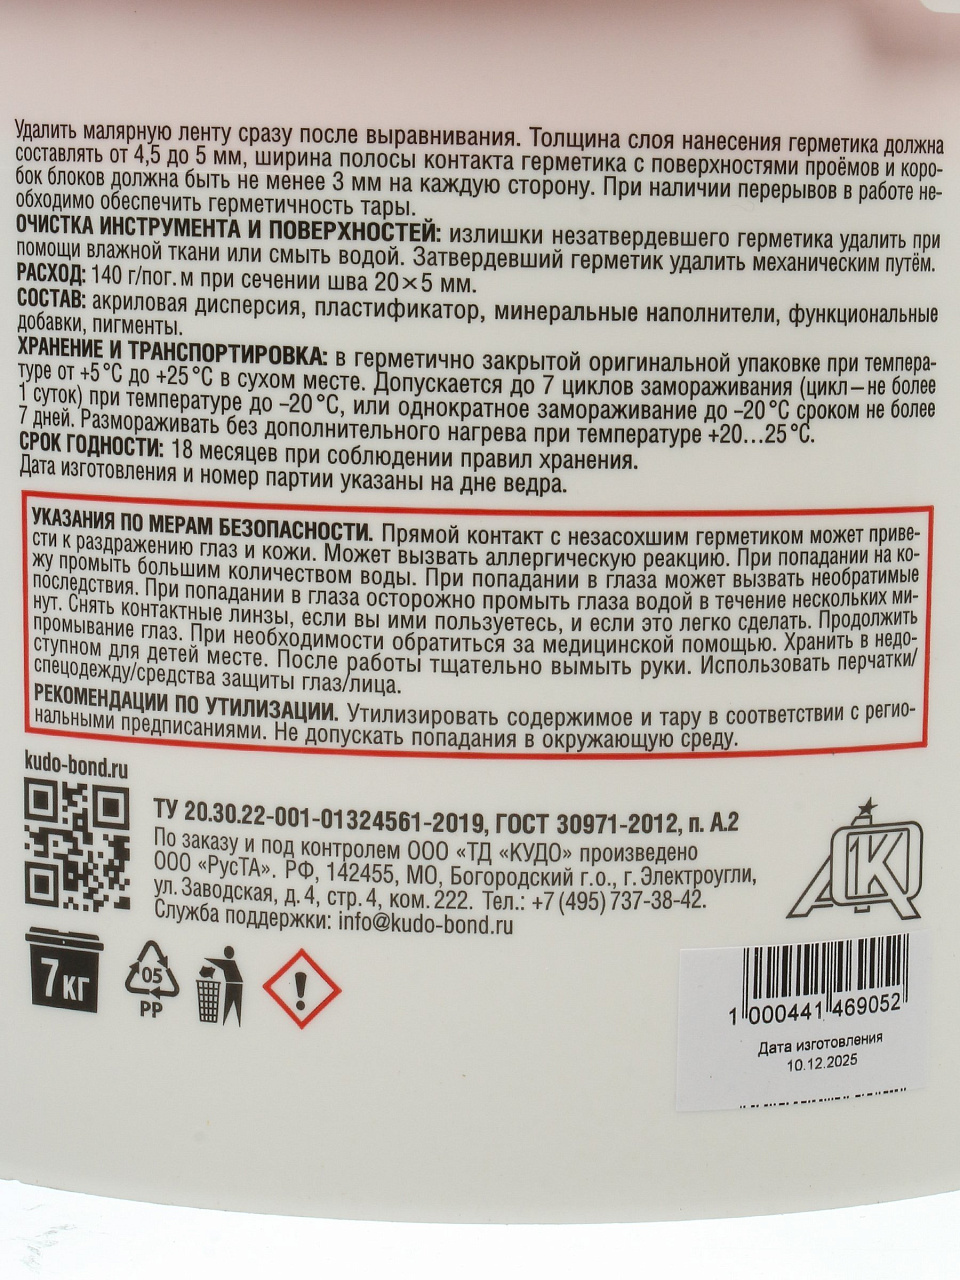 Удалить малярную ленту сразу после выравнивания. Толщина слоя нанесения герметика должна
составлять от 4,5 до 5 мм, ширина полосы контакта герметика с поверхностями проёмов и коро-
бок блоков должна быть не менее 3 мм на каждую сторону. При наличии перерывов в работе не-
обходимо обеспечить герметичность тары.
ОЧИСТКА ИНСТРУМЕНТА И ПОВЕРХНОСТЕЙ: излишки незатвердевшего герметика удалить при
помощи влажной ткани или смыть водой. Затвердевший герметик удалить механическим путём.
РАСХОД: 140 г/пог. м при сечении шва 20×5 мм.
СОСТАВ: акриловая дисперсия, пластификатор, минеральные наполнители, функциональные
добавки, пигменты.
ХРАНЕНИЕ И ТРАНСПОРТИРОВКА: в герметично закрытой оригинальной упаковке при темпера-
туре от +5°С до +25°С в сухом месте. Допускается до 7 циклов замораживания (цикл – не более
1 суток) при температуре до –20°С, или однократное замораживание до –20°С сроком не более
7 дней. Размораживать без дополнительного нагрева при температуре +20...25°С.
СРОК ГОДНОСТИ: 18 месяцев при соблюдении правил хранения.
Дата изготовления и номер партии указаны на дне ведра.
УКАЗАНИЯ ПО МЕРАМ БЕЗОПАСНОСТИ. Прямой контакт с незасохшим герметиком может приве-
сти к раздражению глаз и кожи. Может вызвать аллергическую реакцию. При попадании на ко-
жу промыть большим количеством воды. При попадании в глаза может вызвать необратимые
последствия. При попадании в глаза осторожно промыть глаза водой в течение нескольких ми-
нут. Снять контактные линзы, если вы ими пользуетесь, и если это легко сделать. Продолжить
промывание глаз. При необходимости обратиться за медицинской помощью. Хранить в недо-
ступном для детей месте. После работы тщательно вымыть руки. Использовать перчатки/
спецодежду/средства защиты глаз/лица.
РЕКОМЕНДАЦИИ ПО УТИЛИЗАЦИИ. Утилизировать содержимое и тару в соответствии с регио-
нальными предписаниями. Не допускать попадания в окружающую среду.
kudo-bond.ru
ТУ 20.30.22-001-01324561-2019, ГОСТ 30971-2012, п. А.2
По заказу и под контролем ООО «ТД «КУДО» произведено
ООО «РусТА». РФ, 142455, МО, Богородский г.о., г. Электроугли,
ул. Заводская, д. 4, стр. 4, ком. 222. Тел.: +7 (495) 737-38-42.
Служба поддержки: info@kudo-bond.ru
7 кг
05
PP
1 000441 469052
Дата изготовления
10.12.2025